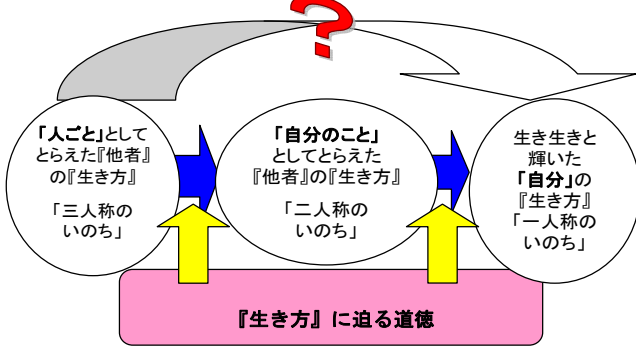 ?
「人ごと」として
とらえた『他者』
の『生き方』
「三人称の
いのち」
「自分のこと」
としてとらえた
『他者』の『生き方』
「二人称の
いのち」
生き生きと
輝いた
「自分」の
『生き方』
「一人称の
いのち」
『生き方』に迫る道徳